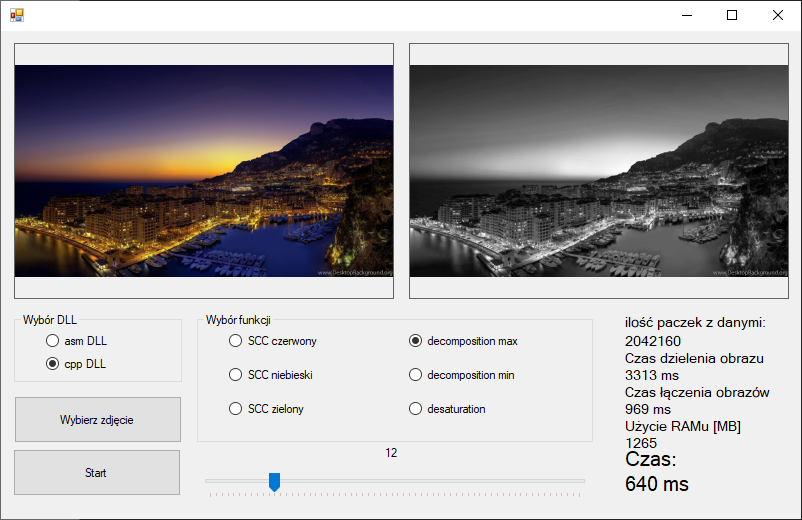 www.DesktopBackground.org
www.DesktopBackground.org
Wybór DLL
asm DLL
cpp DLL
Wybierz zdjęcie
Start
Wybór funkcji
SCC czerwony
decomposition max
SCC niebieski
decomposition min
SCC zielony
desaturation
12
ilość paczek z danymi:
2042160
Czas dzielenia obrazu
3313 ms
Czas łączenia obrazów
969 ms
Użycie RAMu [MB]
1265
Czas:
640 ms